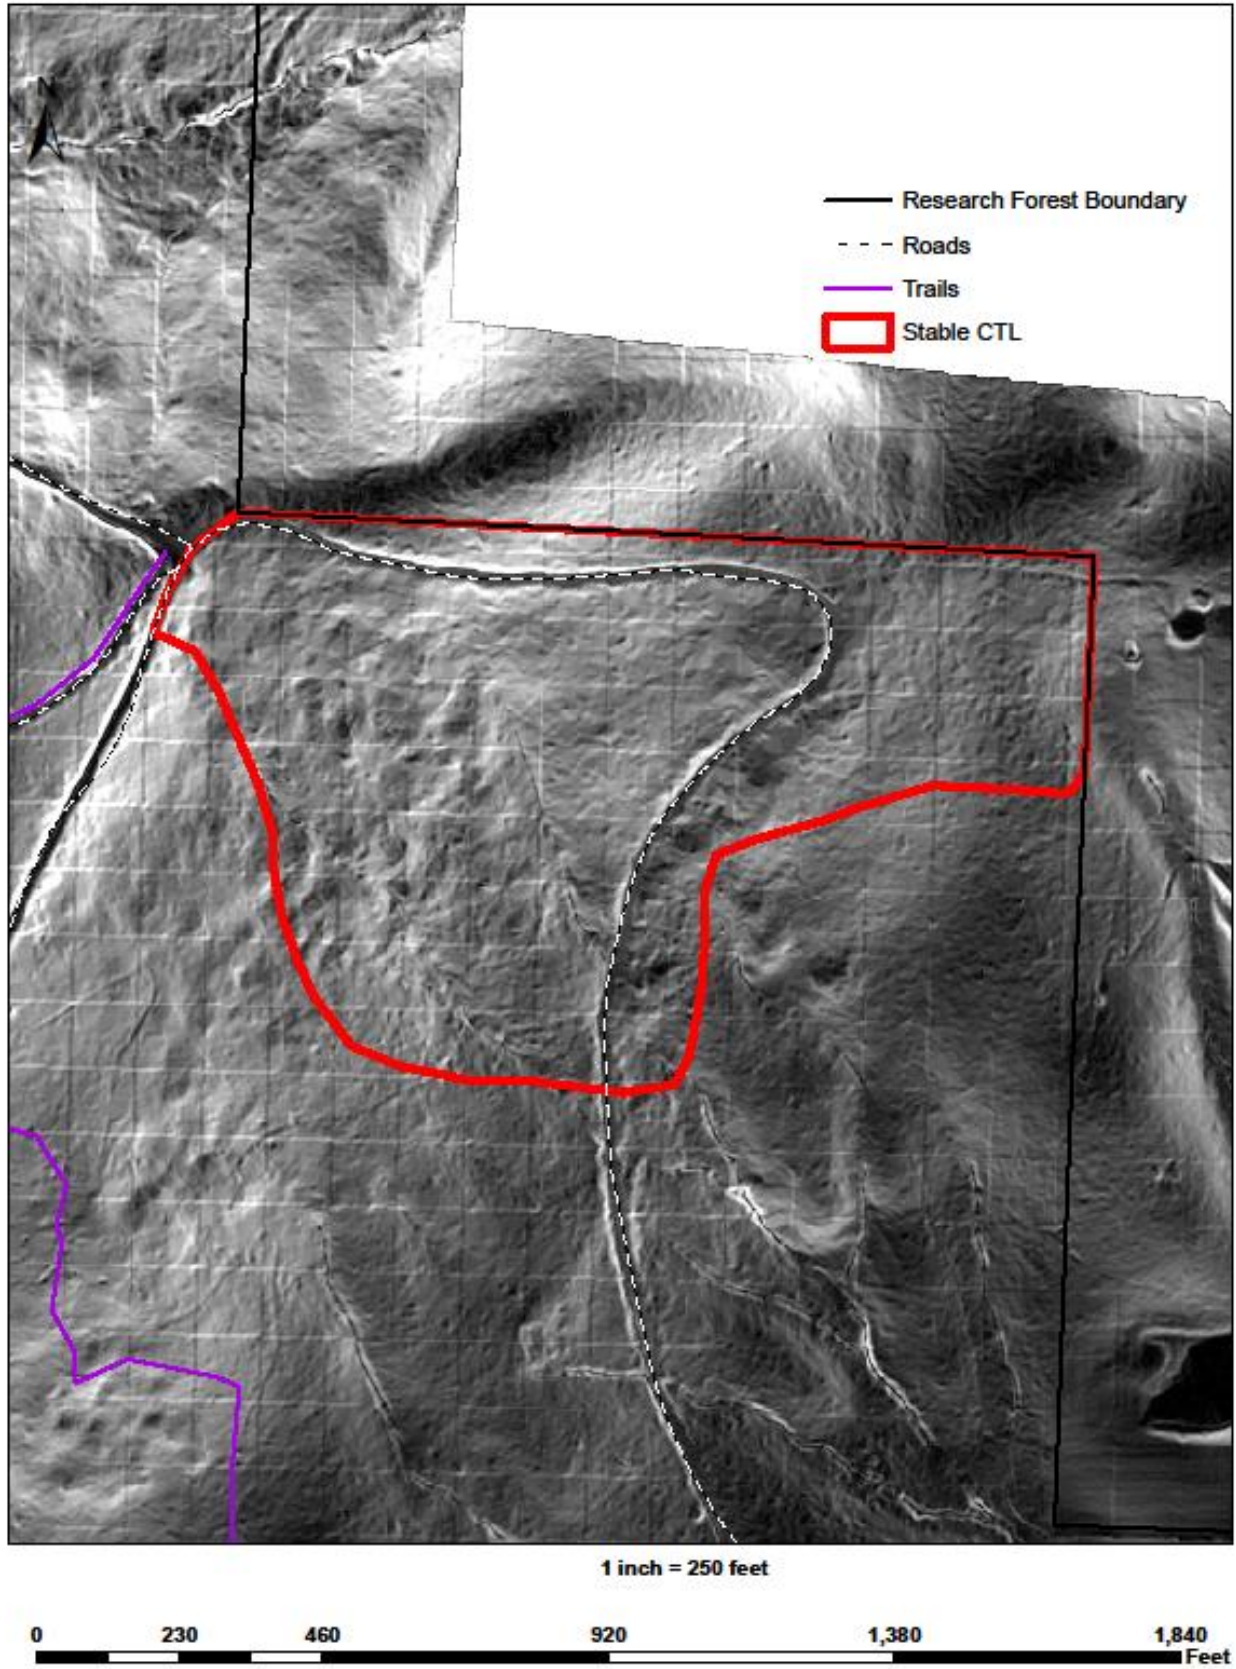 N
Research Forest Boundary
Roads
Trails
Stable CTL
1 inch = 250 feet
0 230 460 920 1,380 1,840
Feet